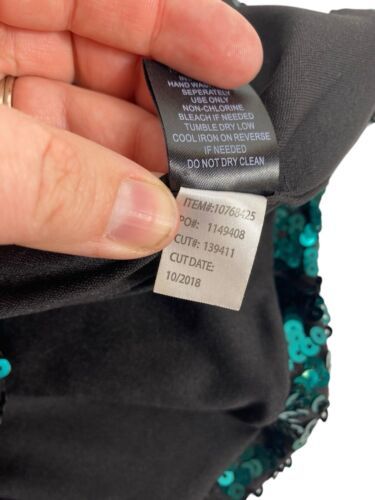 HAND WASH
SEPERATELY
USE ONLY
NON-CHLORINE
BLEACH IF NEEDED
TUMBLE DRY LOW
COOL IRON ON REVERSE
IF NEEDED
DO NOT DRY CLEAN
ITEM#:10768425
PO#: 1149408
CUT#: 139411
CUT DATE:
10/2018